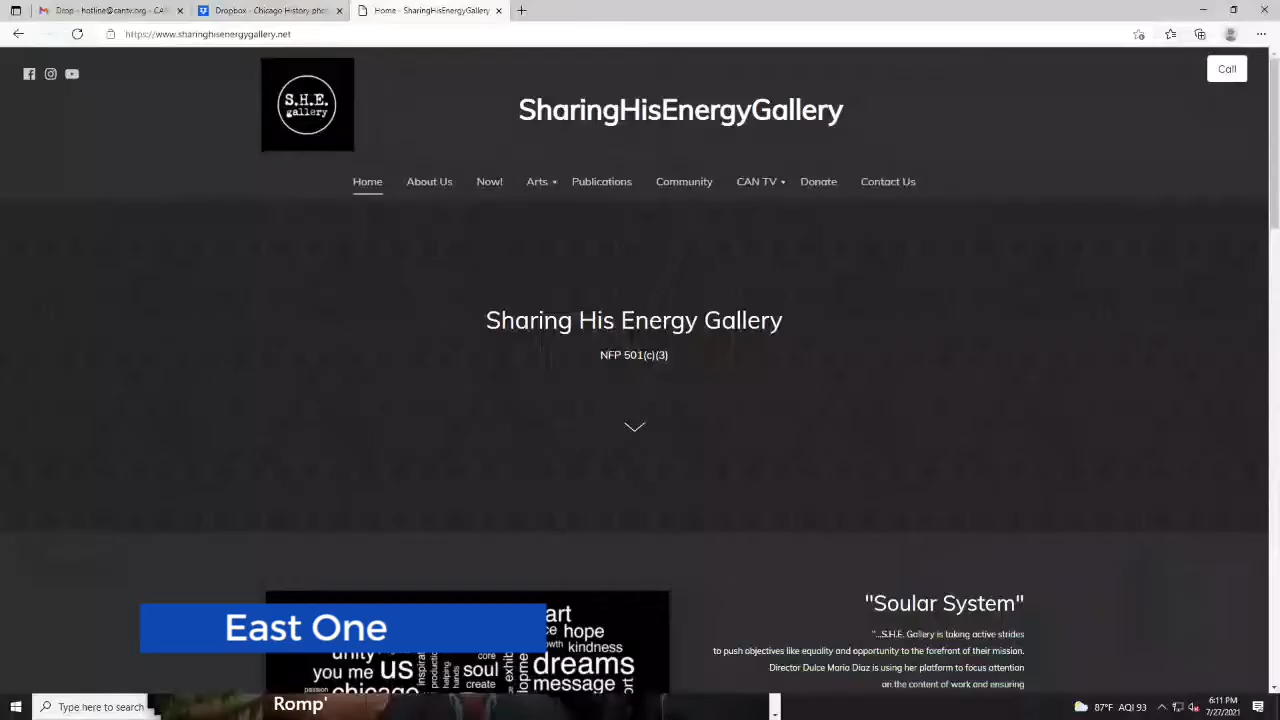 Drop - hotline@cantv.org - CAN
Dropbox - Chicago History photo
Home - SharingHisEnergyGallery
https://www.sharinghisenergygallery.net
S.H.E.
gallery
SharingHisEnergyGallery
Call
Home
About Us
Now!
Arts
Publications
Community
CAN TV
Donate
Contact Us
Sharing His Energy Gallery
NFP 501(c)(3)
"Soular System"
"...S.H.E. Gallery is taking active strides
to push objectives like equality and opportunity to the forefront of their mission.
Director Dulce Maria Diaz is using her platform to focus attention
on the content of work and ensuring
East One
art
hope
kindness
unity
you me us
core
soul
create
helping
hands
dreams
message
passion
chicago
Romp'
Type here to search
87°F AQI 93
6:11 PM
7/27/2021